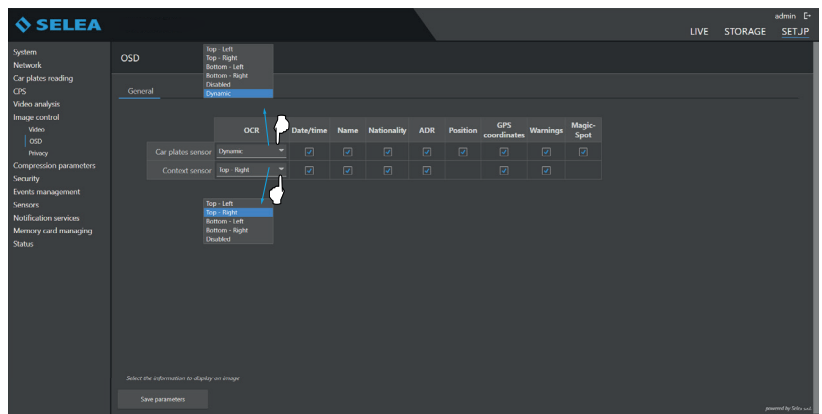 SELEA
admin
LIVE STORAGE SETUP
System
Network
Car plates reading
CPS
Video analysis
Image control
Video
OSD
Privacy
Compression parameters
Security
Events management
Sensors
Notification services
Memory card managing
Status
OSD
General
Top - Left
Top - Right
Bottom - Left
Bottom - Right
Disabled
Dynamic
OCR Date/time Name Nationality ADR Position GPS coordinates Warnings Magic-Spot
Car plates sensor Dynamic
Context sensor Top - Right
Top - Left
Top - Right
Bottom - Left
Bottom - Right
Disabled
Select the information to display on image
Save parameters
powered by Selea s.r.l.